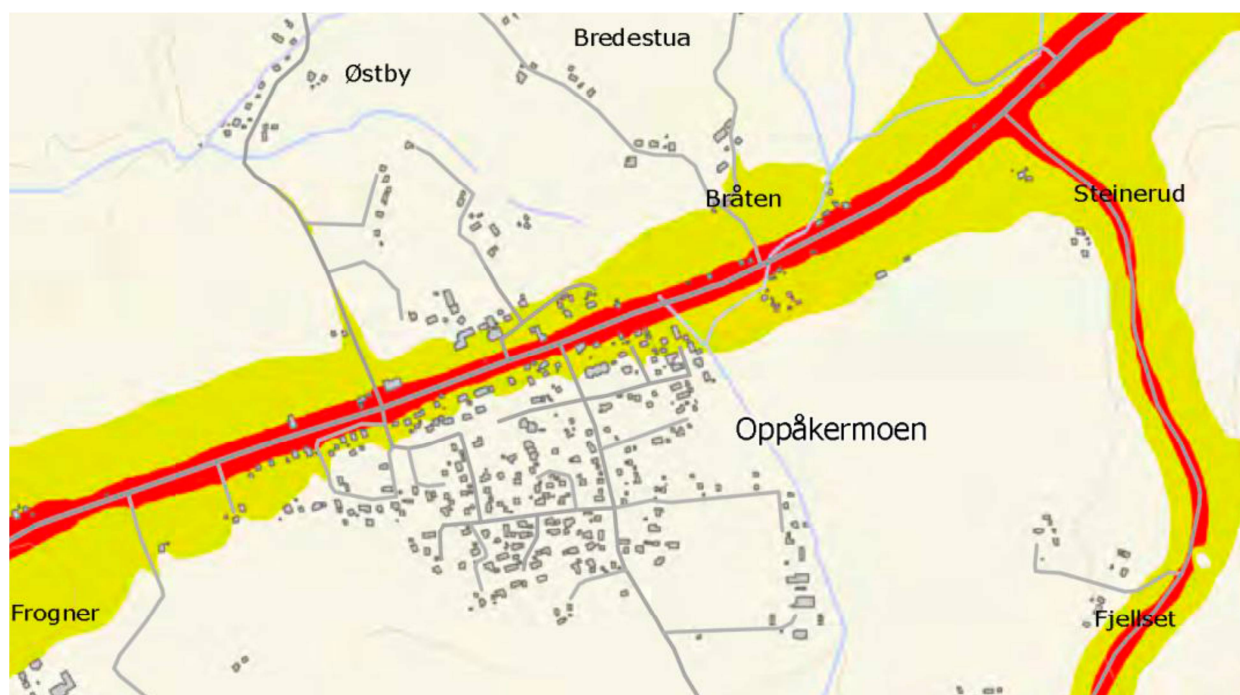 Bredestua
Østby
Bråten
Steinerud
Oppåkermoen
Frogner
Fjellset